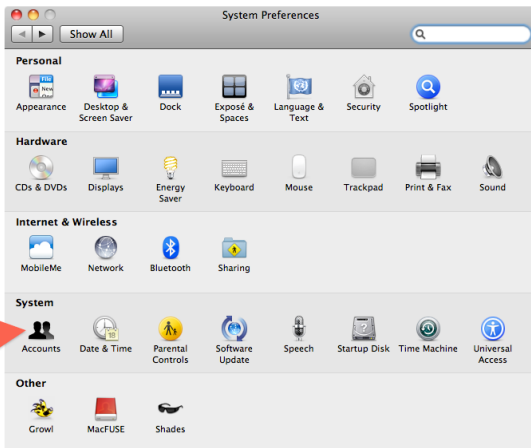 System Preferences
Show All
Personal
File
New
Appearance
Desktop &
Screen Saver
Dock
Exposé &
Spaces
Language &
Text
Security
Spotlight
Hardware
CDs & DVDs
Displays
Energy
Saver
Keyboard
Mouse
Trackpad
Print & Fax
Sound
Internet & Wireless
MobileMe
Network
Bluetooth
Sharing
System
Accounts
Date & Time
Parental
Controls
Software
Update
Speech
Startup Disk
Time Machine
Universal
Access
Other
Growl
MacFUSE
Shades